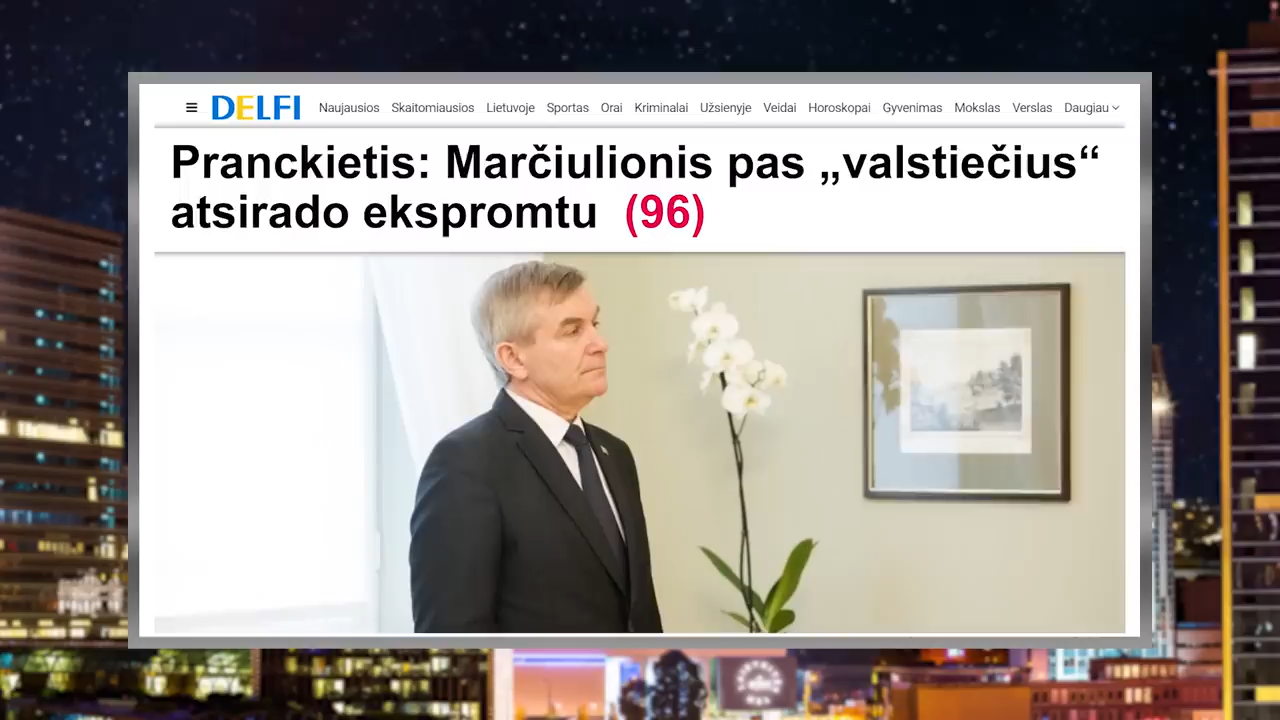 DELFI Naujausios Skaitomiausios Lietuvoje Sportas Orai Kriminalai Užsienyje Veidai Horoskopai Gyvenimas Mokslas Verslas Daugiau
Pranckietis: Marčiulionis pas „valstiečius“
atsirado ekspromtu (96)